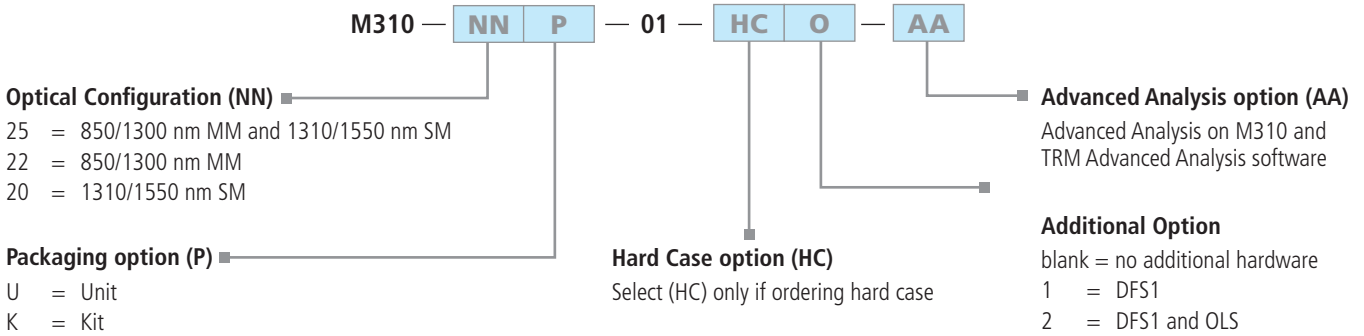 M310 — NN P — 01 — HC O — AA
Optical Configuration (NN)
25 = 850/1300 nm MM and 1310/1550 nm SM
22 = 850/1300 nm MM
20 = 1310/1550 nm SM
Packaging option (P)
U = Unit
K = Kit
Hard Case option (HC)
Select (HC) only if ordering hard case
Advanced Analysis option (AA)
Advanced Analysis on M310 and
TRM Advanced Analysis software
Additional Option
blank = no additional hardware
1 = DFS1
2 = DFS1 and OLS